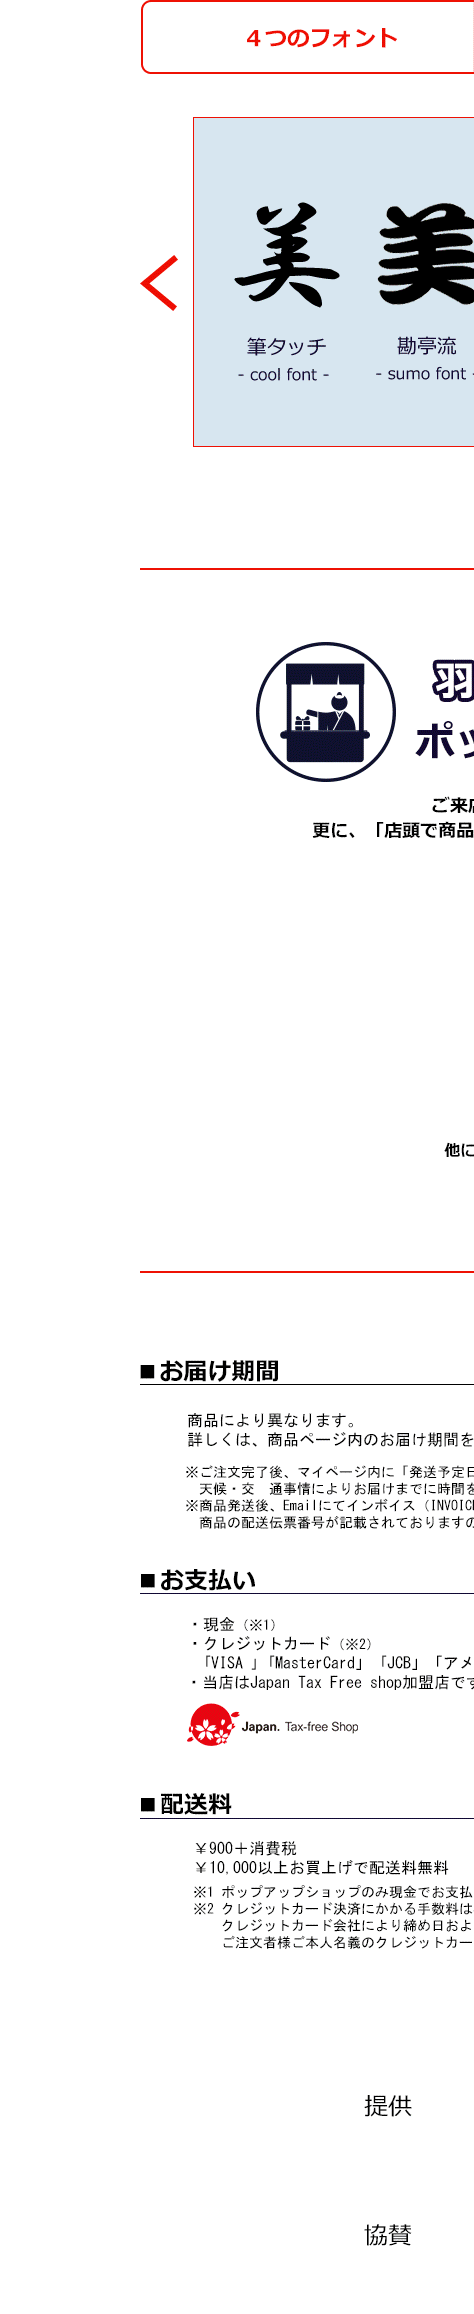 ４つのフォント
美 美
筆タッチ 勘亭流
- cool font - - sumo font -
羽
ポッ
ご来店
更に、「店頭で商品
他に
■お届け期間
商品により異なります。
詳しくは、商品ページ内のお届け期間を
※ご注文完了後、マイページ内に「発送予定日
天候・交　通事情によりお届けまでに時間を
※商品発送後、Emailにてインボイス（INVOICE
商品の配送伝票番号が記載されておりますの
■お支払い
・現金（※1）
・クレジットカード（※2）
「VISA 」「MasterCard」「JCB」「アメ
・当店はJapan Tax Free shop加盟店です
Japan. Tax-free Shop
■配送料
￥900＋消費税
￥10,000以上お買上げで配送料無料
※1 ポップアップショップのみ現金でお支払
※2 クレジットカード決済にかかる手数料は
クレジットカード会社により締め日およ
ご注文者様ご本人名義のクレジットカー
提供
協賛